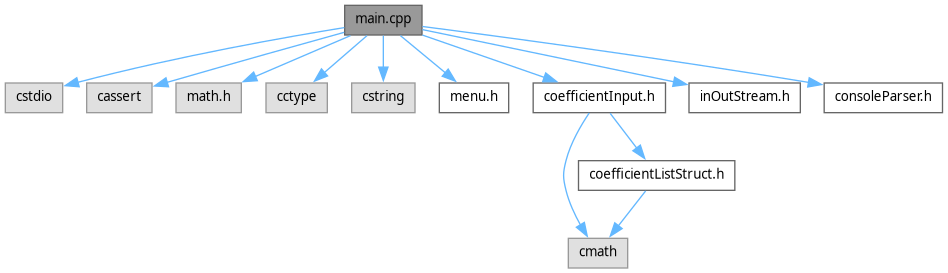 main.cpp
cstdio
cassert
math.h
cctype
cstring
menu.h
coefficientInput.h
inOutStream.h
consoleParser.h
coefficientListStruct.h
cmath